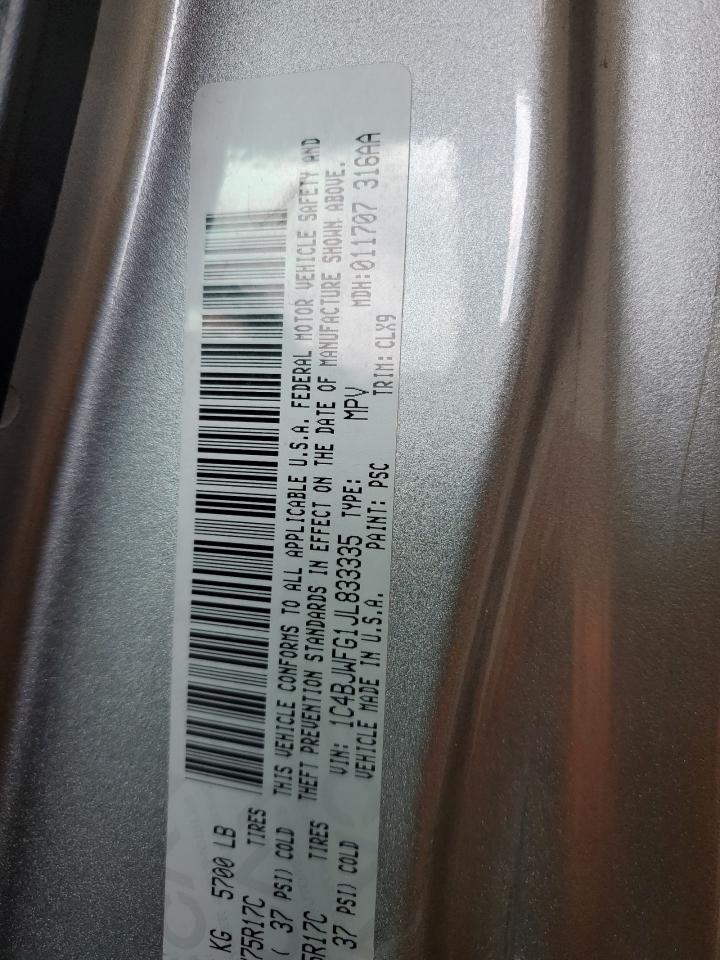 KG 5700 LB
75R17C TIRES
( 37 PSI) COLD
5R17C TIRES
37 PSI) COLD
THIS VEHICLE CONFORMS TO ALL APPLICABLE U.S.A. FEDERAL MOTOR VEHICLE SAFETY AND
THEFT PREVENTION STANDARDS IN EFFECT ON THE DATE OF MANUFACTURE SHOWN ABOVE.
VIN: 1C4BJWFG1JL833335 TYPE: MPV MDH:011707 316AA
VEHICLE MADE IN U.S.A. PAINT: PSC TRIM: CLX9